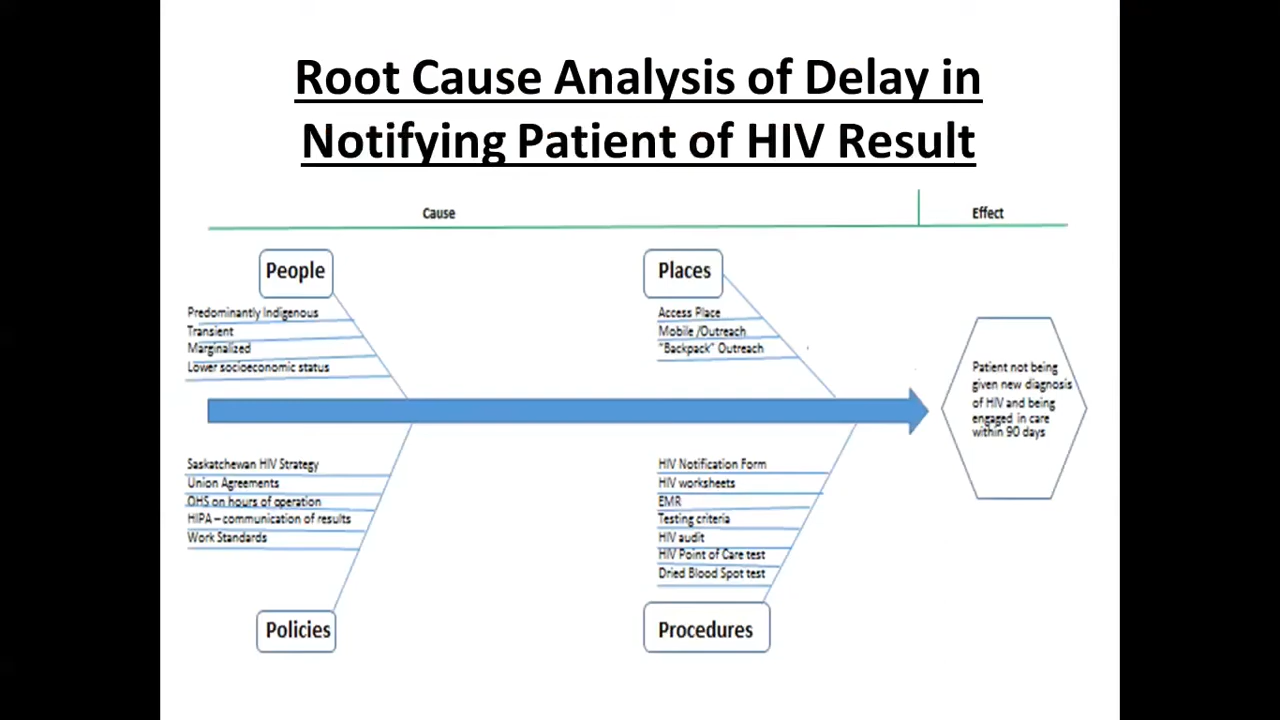 Root Cause Analysis of Delay in
Notifying Patient of HIV Result
Cause
Effect
People
Predominantly Indigenous
Transient
Marginalized
Lower socioeconomic status
Places
Access Place
Mobile /Outreach
"Backpack" Outreach
Patient not being
given new diagnosis
of HIV and being
engaged in care
within 90 days
Saskatchewan HIV Strategy
Union Agreements
OHS on hours of operation
HIPA – communication of results
Work Standards
Policies
HIV Notification Form
HIV worksheets
EMR
Testing criteria
HIV audit
HIV Point of Care test
Dried Blood Spot test
Procedures